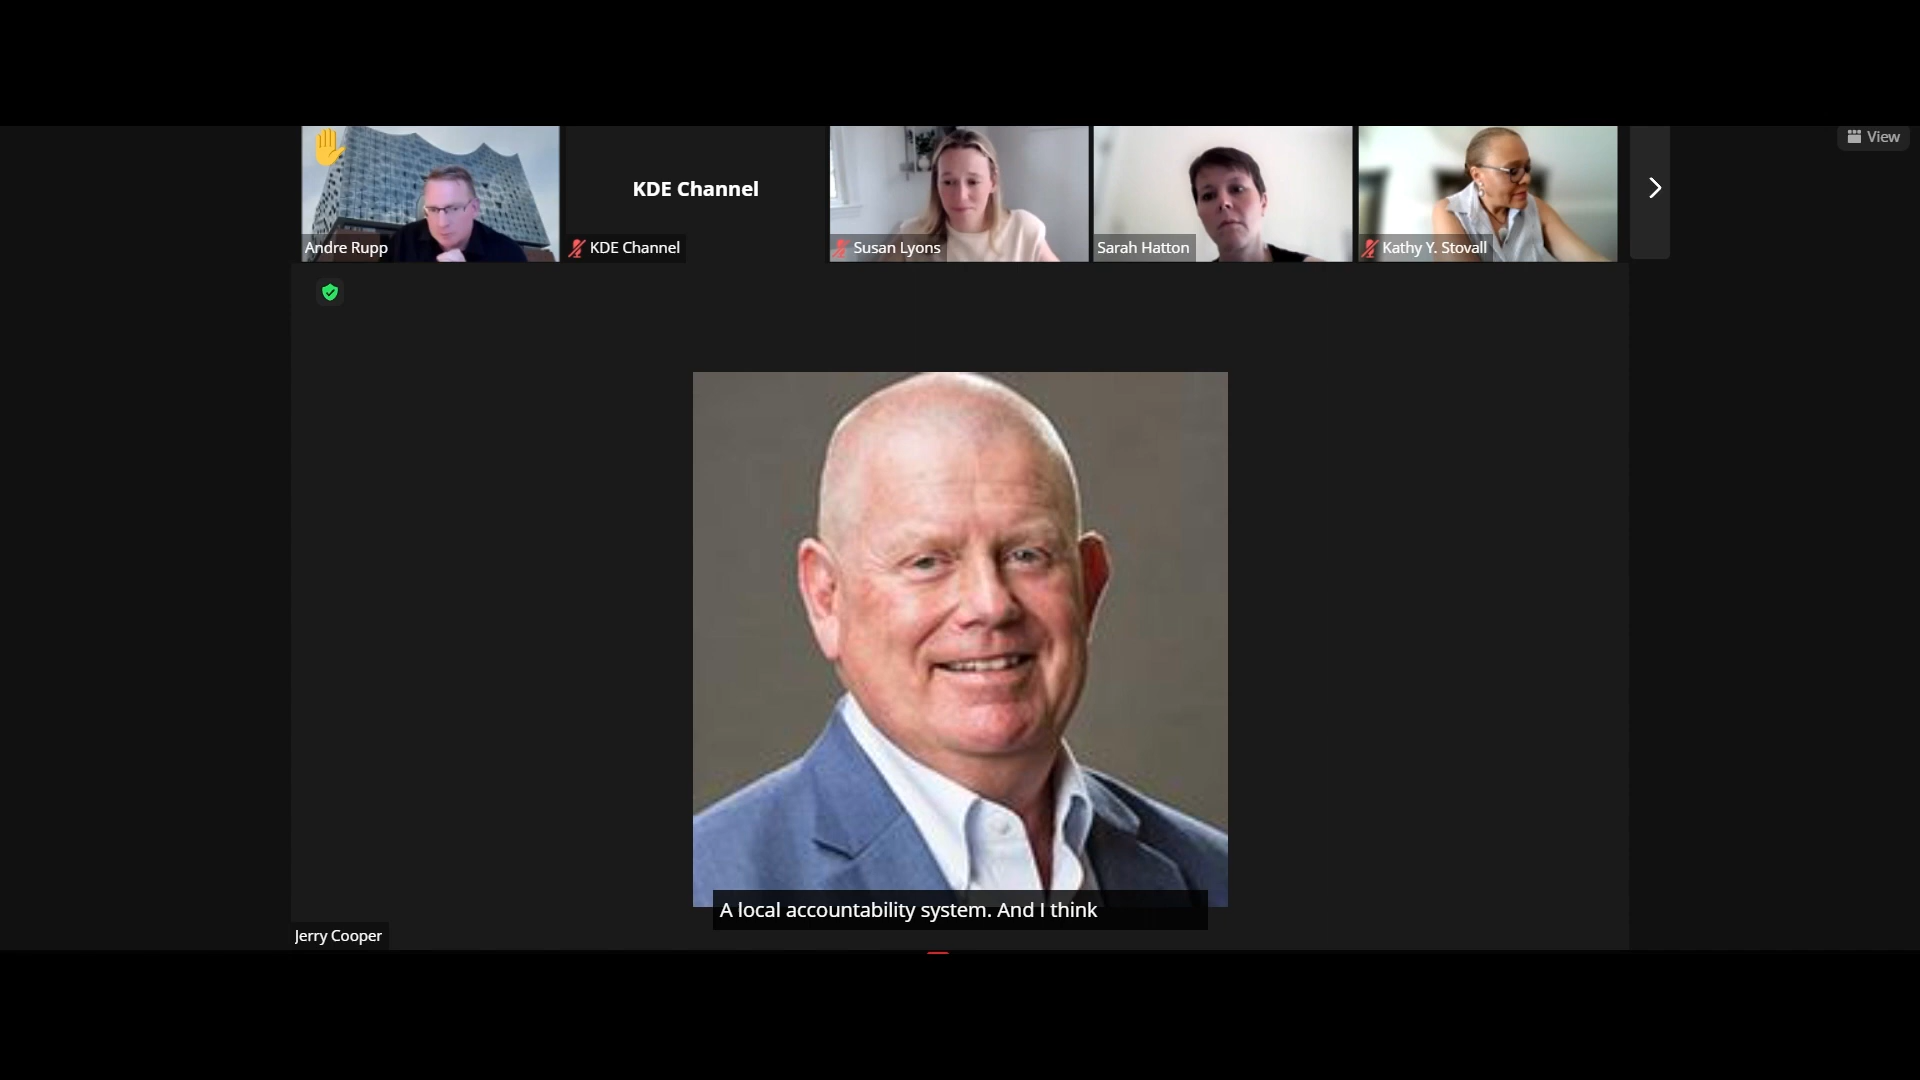 View
Andre Rupp
KDE Channel
KDE Channel
Susan Lyons
Sarah Hatton
Kathy Y. Stovall
A local accountability system. And I think
Jerry Cooper